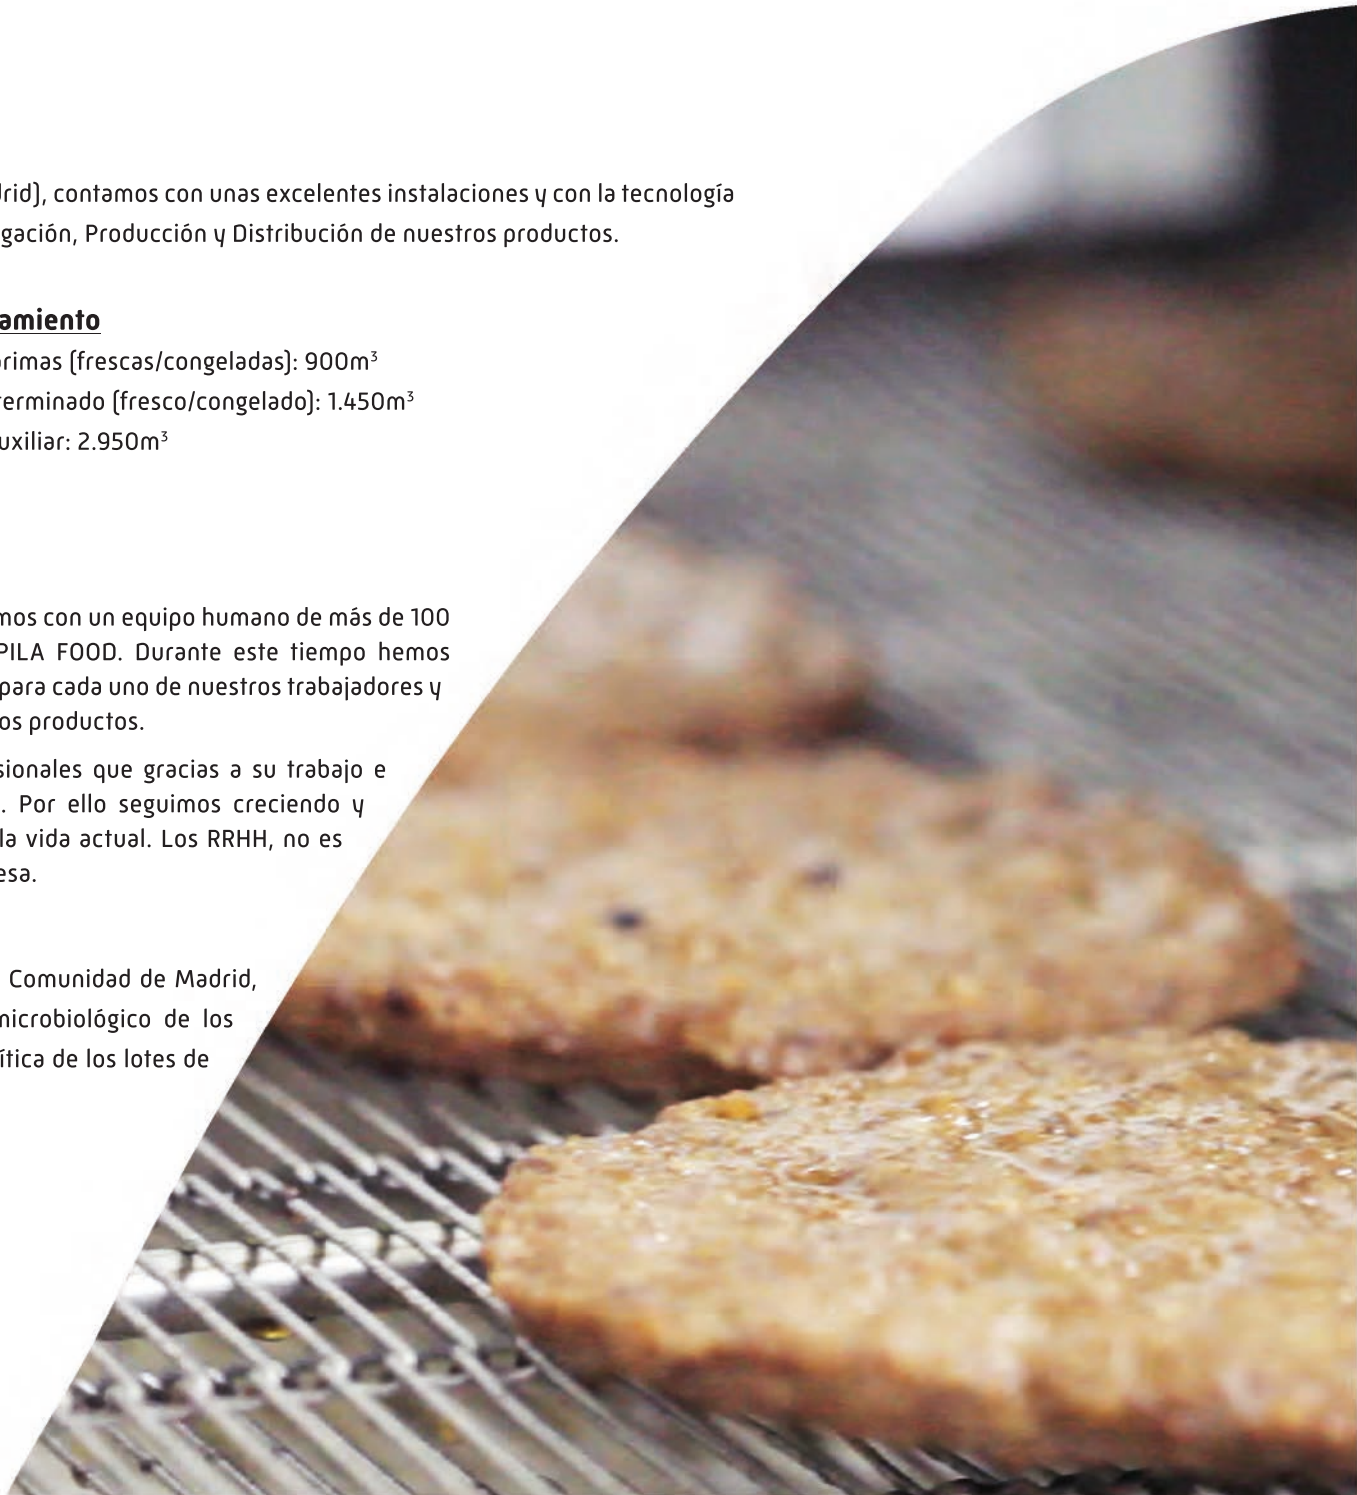 drid), contamos con unas excelentes instalaciones y con la tecnología
gación, Producción y Distribución de nuestros productos.
amiento
primas (frescas/congeladas): 900m³
terminado (fresco/congelado): 1.450m³
uxiliar: 2.950m³
mos con un equipo humano de más de 100
PILA FOOD. Durante este tiempo hemos
para cada uno de nuestros trabajadores y
os productos.
sionales que gracias a su trabajo e
. Por ello seguimos creciendo y
la vida actual. Los RRHH, no es
esa.
Comunidad de Madrid,
microbiológico de los
ítica de los lotes de